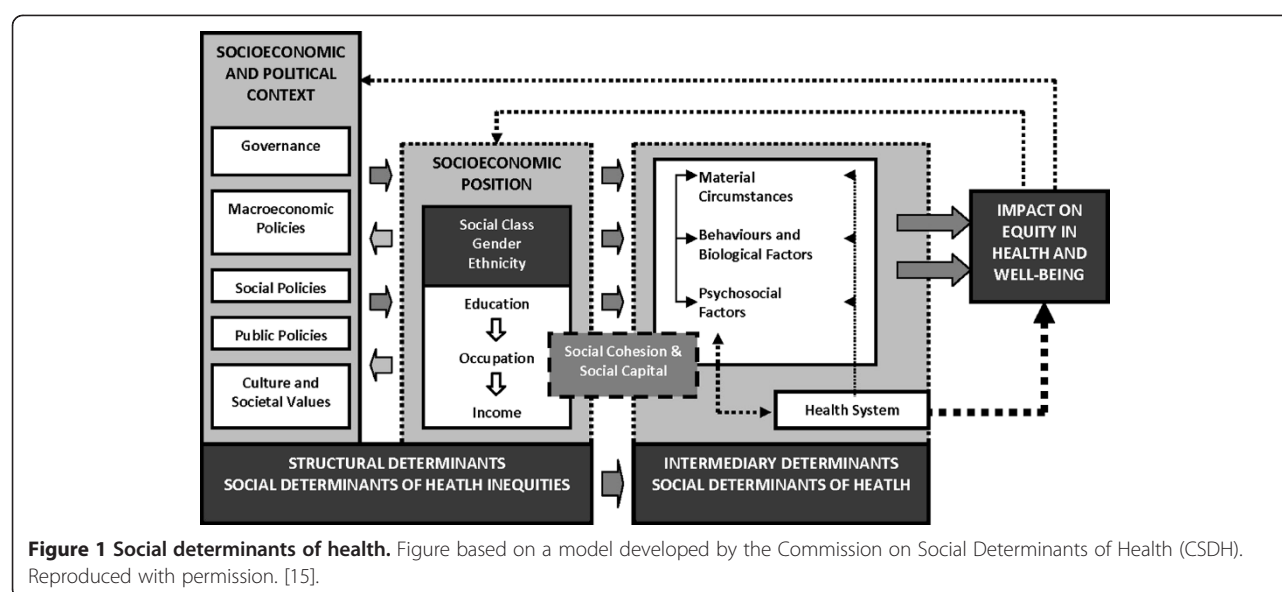 SOCIOECONOMIC
AND POLITICAL
CONTEXT
Governance
Macroeconomic
Policies
Social Policies
Public Policies
Culture and
Societal Values
SOCIOECONOMIC
POSITION
Social Class
Gender
Ethnicity
Education
Occupation
Income
Social Cohesion &
Social Capital
Material
Circumstances
Behaviours and
Biological Factors
Psychosocial
Factors
Health System
IMPACT ON
EQUITY IN
HEALTH AND
WELL-BEING
STRUCTURAL DETERMINANTS
SOCIAL DETERMINANTS OF HEATLH INEQUITIES
INTERMEDIARY DETERMINANTS
SOCIAL DETERMINANTS OF HEATLH
Figure 1 Social determinants of health. Figure based on a model developed by the Commission on Social Determinants of Health (CSDH).
Reproduced with permission. [15].